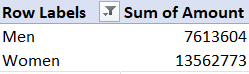 Row Labels Sum of Amount
Men 7613604
Women 13562773